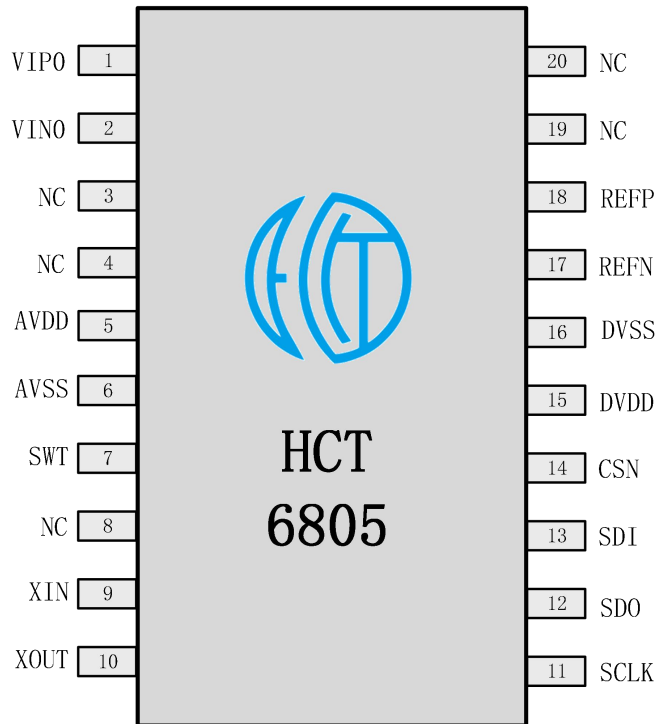 VIP0 1
VIN0 2
NC 3
NC 4
AVDD 5
AVSS 6
SWT 7
NC 8
XIN 9
XOUT 10
HCT
6805
20 NC
19 NC
18 REFP
17 REFN
16 DVSS
15 DVDD
14 CSN
13 SDI
12 SDO
11 SCLK